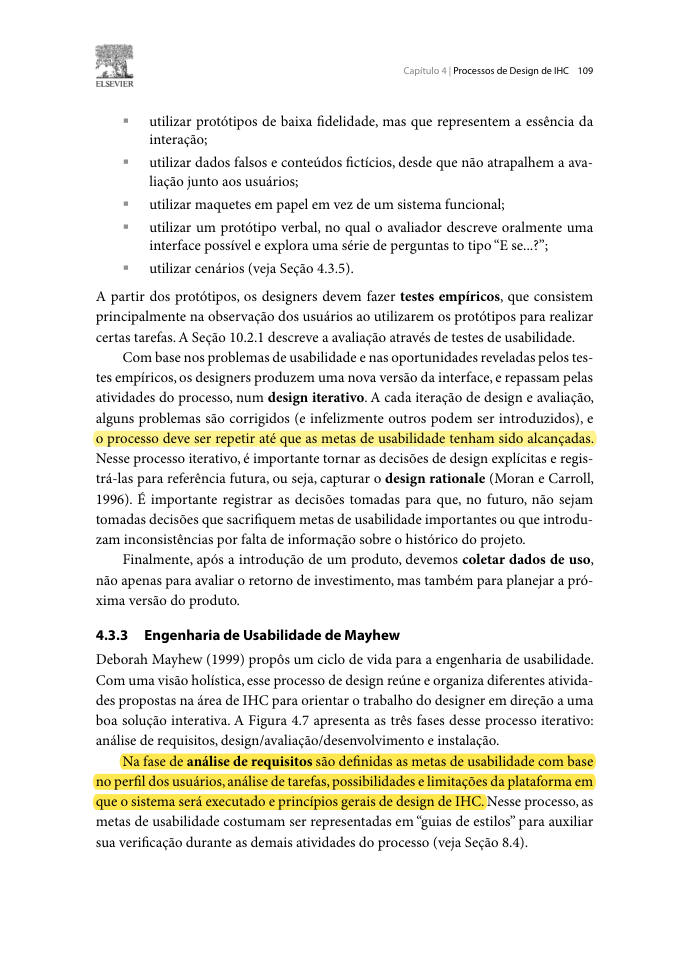 ELSEVIER
Capítulo 4 | Processos de Design de IHC 109
▪ utilizar protótipos de baixa fidelidade, mas que representem a essência da
interação;
▪ utilizar dados falsos e conteúdos fictícios, desde que não atrapalhem a ava-
liação junto aos usuários;
▪ utilizar maquetes em papel em vez de um sistema funcional;
▪ utilizar um protótipo verbal, no qual o avaliador descreve oralmente uma
interface possível e explora uma série de perguntas to tipo “E se...?”;
▪ utilizar cenários (veja Seção 4.3.5).
A partir dos protótipos, os designers devem fazer testes empíricos, que consistem
principalmente na observação dos usuários ao utilizarem os protótipos para realizar
certas tarefas. A Seção 10.2.1 descreve a avaliação através de testes de usabilidade.
Com base nos problemas de usabilidade e nas oportunidades reveladas pelos tes-
tes empíricos, os designers produzem uma nova versão da interface, e repassam pelas
atividades do processo, num design iterativo. A cada iteração de design e avaliação,
alguns problemas são corrigidos (e infelizmente outros podem ser introduzidos), e
o processo deve ser repetir até que as metas de usabilidade tenham sido alcançadas.
Nesse processo iterativo, é importante tornar as decisões de design explícitas e regis-
trá-las para referência futura, ou seja, capturar o design rationale (Moran e Carroll,
1996). É importante registrar as decisões tomadas para que, no futuro, não sejam
tomadas decisões que sacrifiquem metas de usabilidade importantes ou que introdu-
zam inconsistências por falta de informação sobre o histórico do projeto.
Finalmente, após a introdução de um produto, devemos coletar dados de uso,
não apenas para avaliar o retorno de investimento, mas também para planejar a pró-
xima versão do produto.
4.3.3 Engenharia de Usabilidade de Mayhew
Deborah Mayhew (1999) propôs um ciclo de vida para a engenharia de usabilidade.
Com uma visão holística, esse processo de design reúne e organiza diferentes ativida-
des propostas na área de IHC para orientar o trabalho do designer em direção a uma
boa solução interativa. A Figura 4.7 apresenta as três fases desse processo iterativo:
análise de requisitos, design/avaliação/desenvolvimento e instalação.
Na fase de análise de requisitos são definidas as metas de usabilidade com base
no perfil dos usuários, análise de tarefas, possibilidades e limitações da plataforma em
que o sistema será executado e princípios gerais de design de IHC. Nesse processo, as
metas de usabilidade costumam ser representadas em “guias de estilos” para auxiliar
sua verificação durante as demais atividades do processo (veja Seção 8.4).